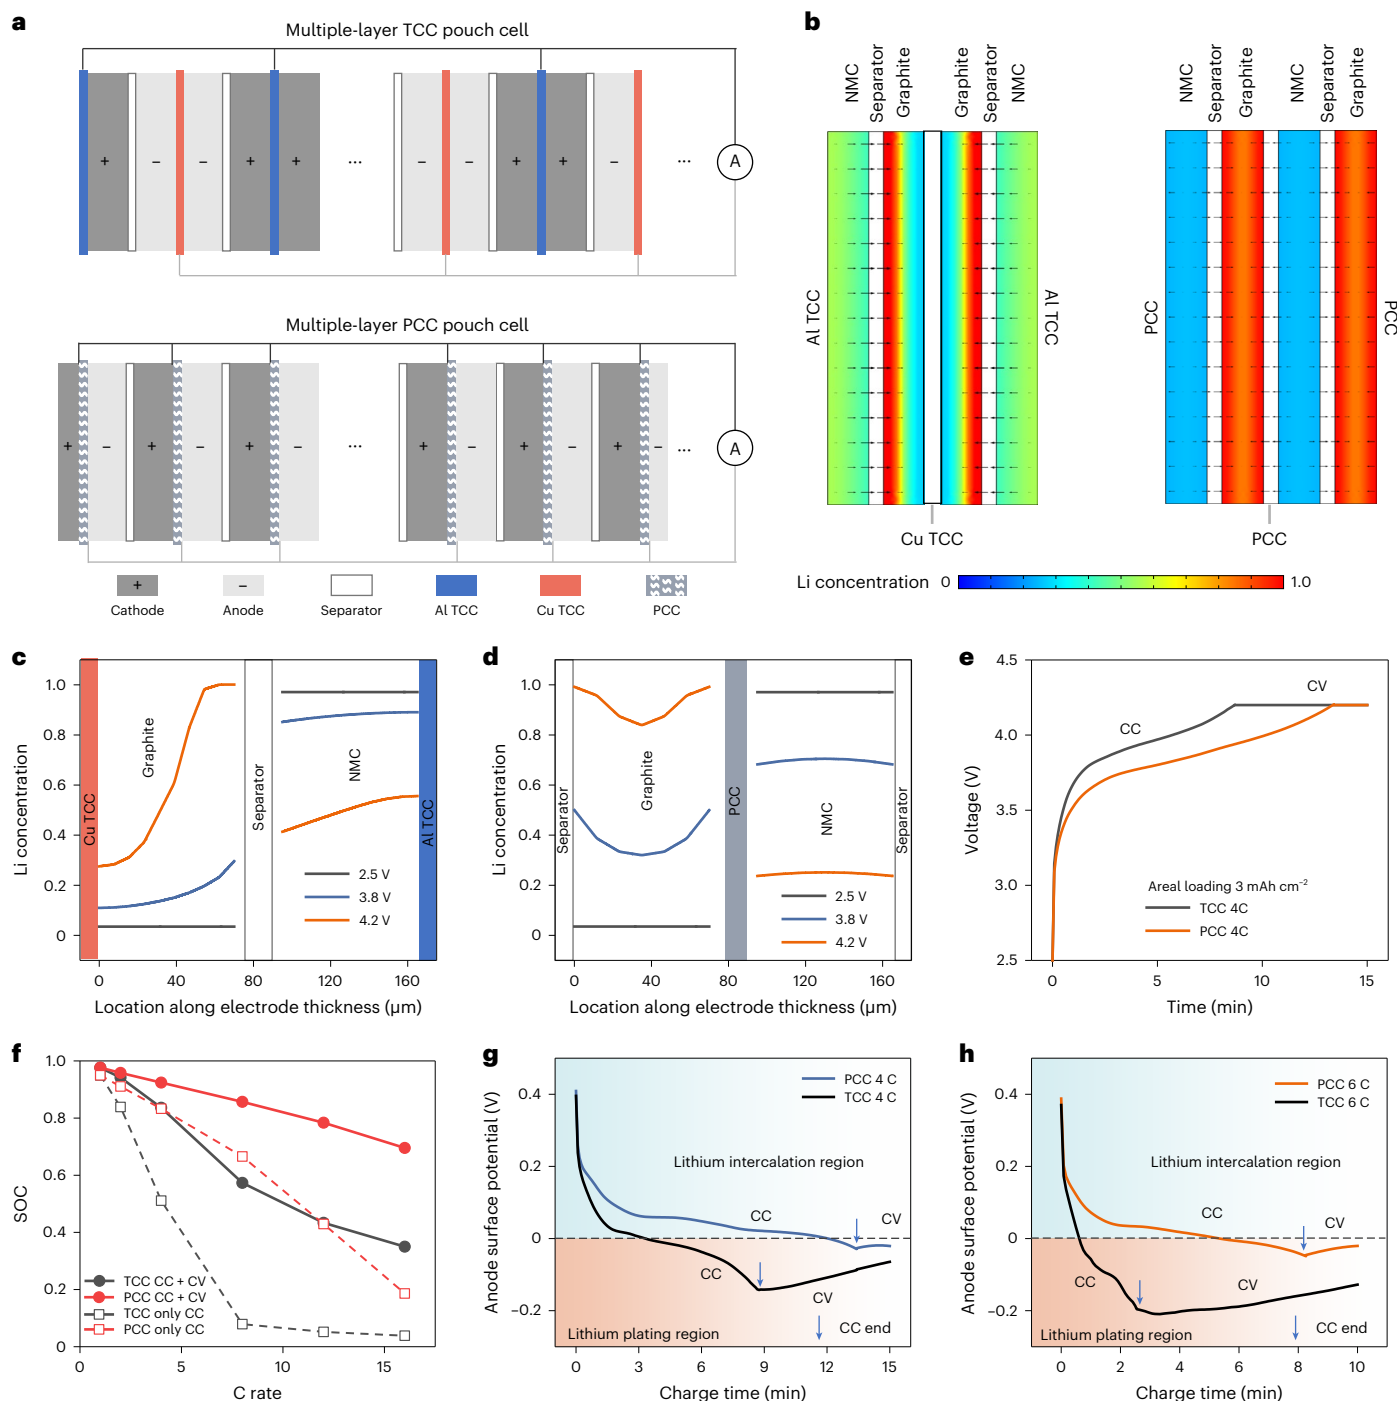 a
Multiple-layer TCC pouch cell
+ − − + + ... − − + + − ... A
Multiple-layer PCC pouch cell
+ − + − + − ... + − + − + − ... A
+ −
Cathode Anode Separator Al TCC Cu TCC PCC
b
NMC Separator Graphite Graphite Separator NMC
Al TCC
Al TCC
Cu TCC
NMC Separator Graphite NMC Separator Graphite
PCC
PCC
PCC
Li concentration 0 1.0
c
Li concentration
1.0
0.8
0.6
0.4
0.2
0
Cu TCC
Graphite
Separator
NMC
Al TCC
2.5 V
3.8 V
4.2 V
0 40 80 120 160
Location along electrode thickness (µm)
d
Li concentration
1.0
0.8
0.6
0.4
0.2
0
Separator
Graphite
PCC
NMC
Separator
2.5 V
3.8 V
4.2 V
0 40 80 120 160
Location along electrode thickness (µm)
e
Voltage (V)
4.5
4.0
3.5
3.0
2.5
CC
CV
Areal loading 3 mAh cm⁻²
TCC 4C
PCC 4C
0 5 10 15
Time (min)
f
SOC
1.0
0.8
0.6
0.4
0.2
0
TCC CC + CV
PCC CC + CV
TCC only CC
PCC only CC
0 5 10 15
C rate
g
Anode surface potential (V)
0.4
0.2
0
−0.2
PCC 4 C
TCC 4 C
Lithium intercalation region
CC
CV
CC
CV
CC end
Lithium plating region
0 3 6 9 12 15
Charge time (min)
h
Anode surface potential (V)
0.4
0.2
0
−0.2
PCC 6 C
TCC 6 C
Lithium intercalation region
CC
CV
CC
CV
CC end
Lithium plating region
0 2 4 6 8 10
Charge time (min)